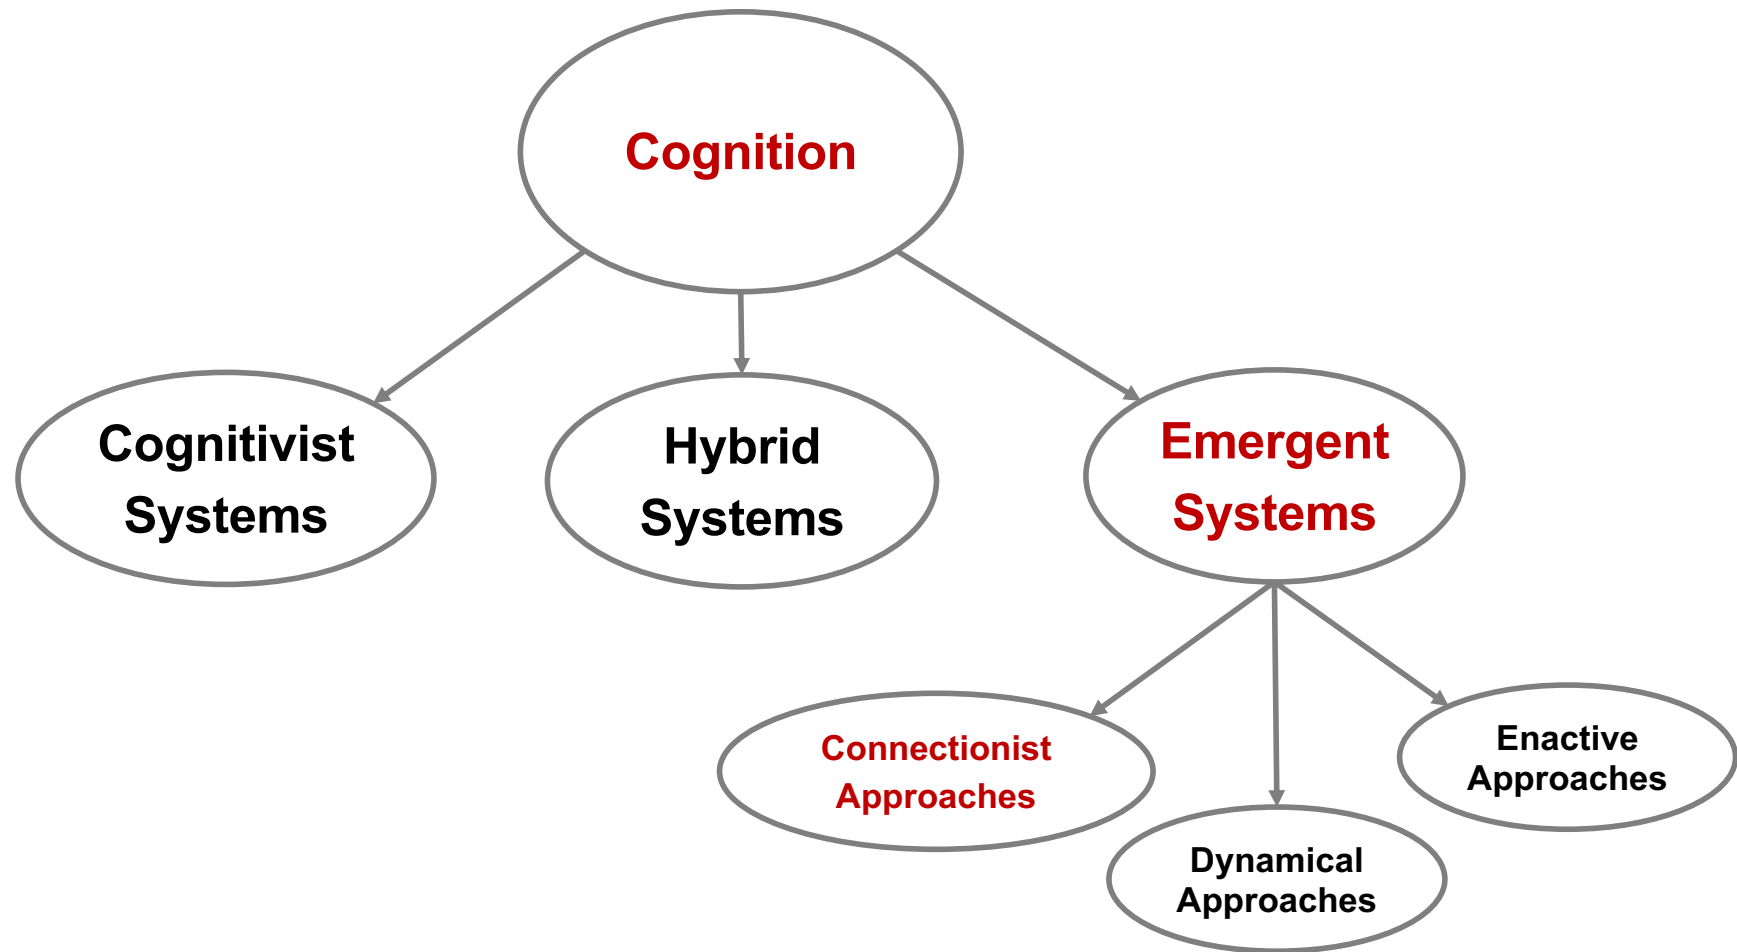 Cognition
Cognitivist
Systems
Hybrid
Systems
Emergent
Systems
Connectionist
Approaches
Dynamical
Approaches
Enactive
Approaches